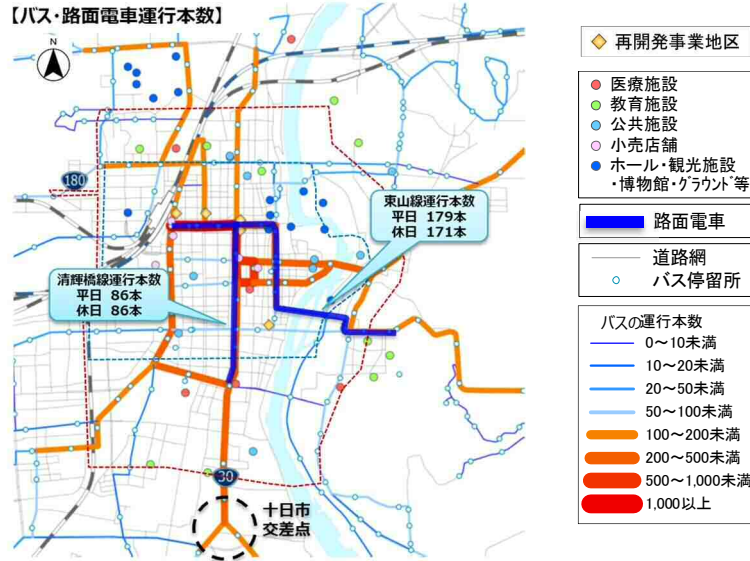 【バス・路面電車運行本数】
N
180
東山線運行本数
平日 179本
休日 171本
清輝橋線運行本数
平日 86本
休日 86本
30
十日市
交差点
再開発事業地区
医療施設
教育施設
公共施設
小売店舗
ホール・観光施設
・博物館・グラウンド等
路面電車
道路網
バス停留所
バスの運行本数
0～10未満
10～20未満
20～50未満
50～100未満
100～200未満
200～500未満
500～1,000未満
1,000以上